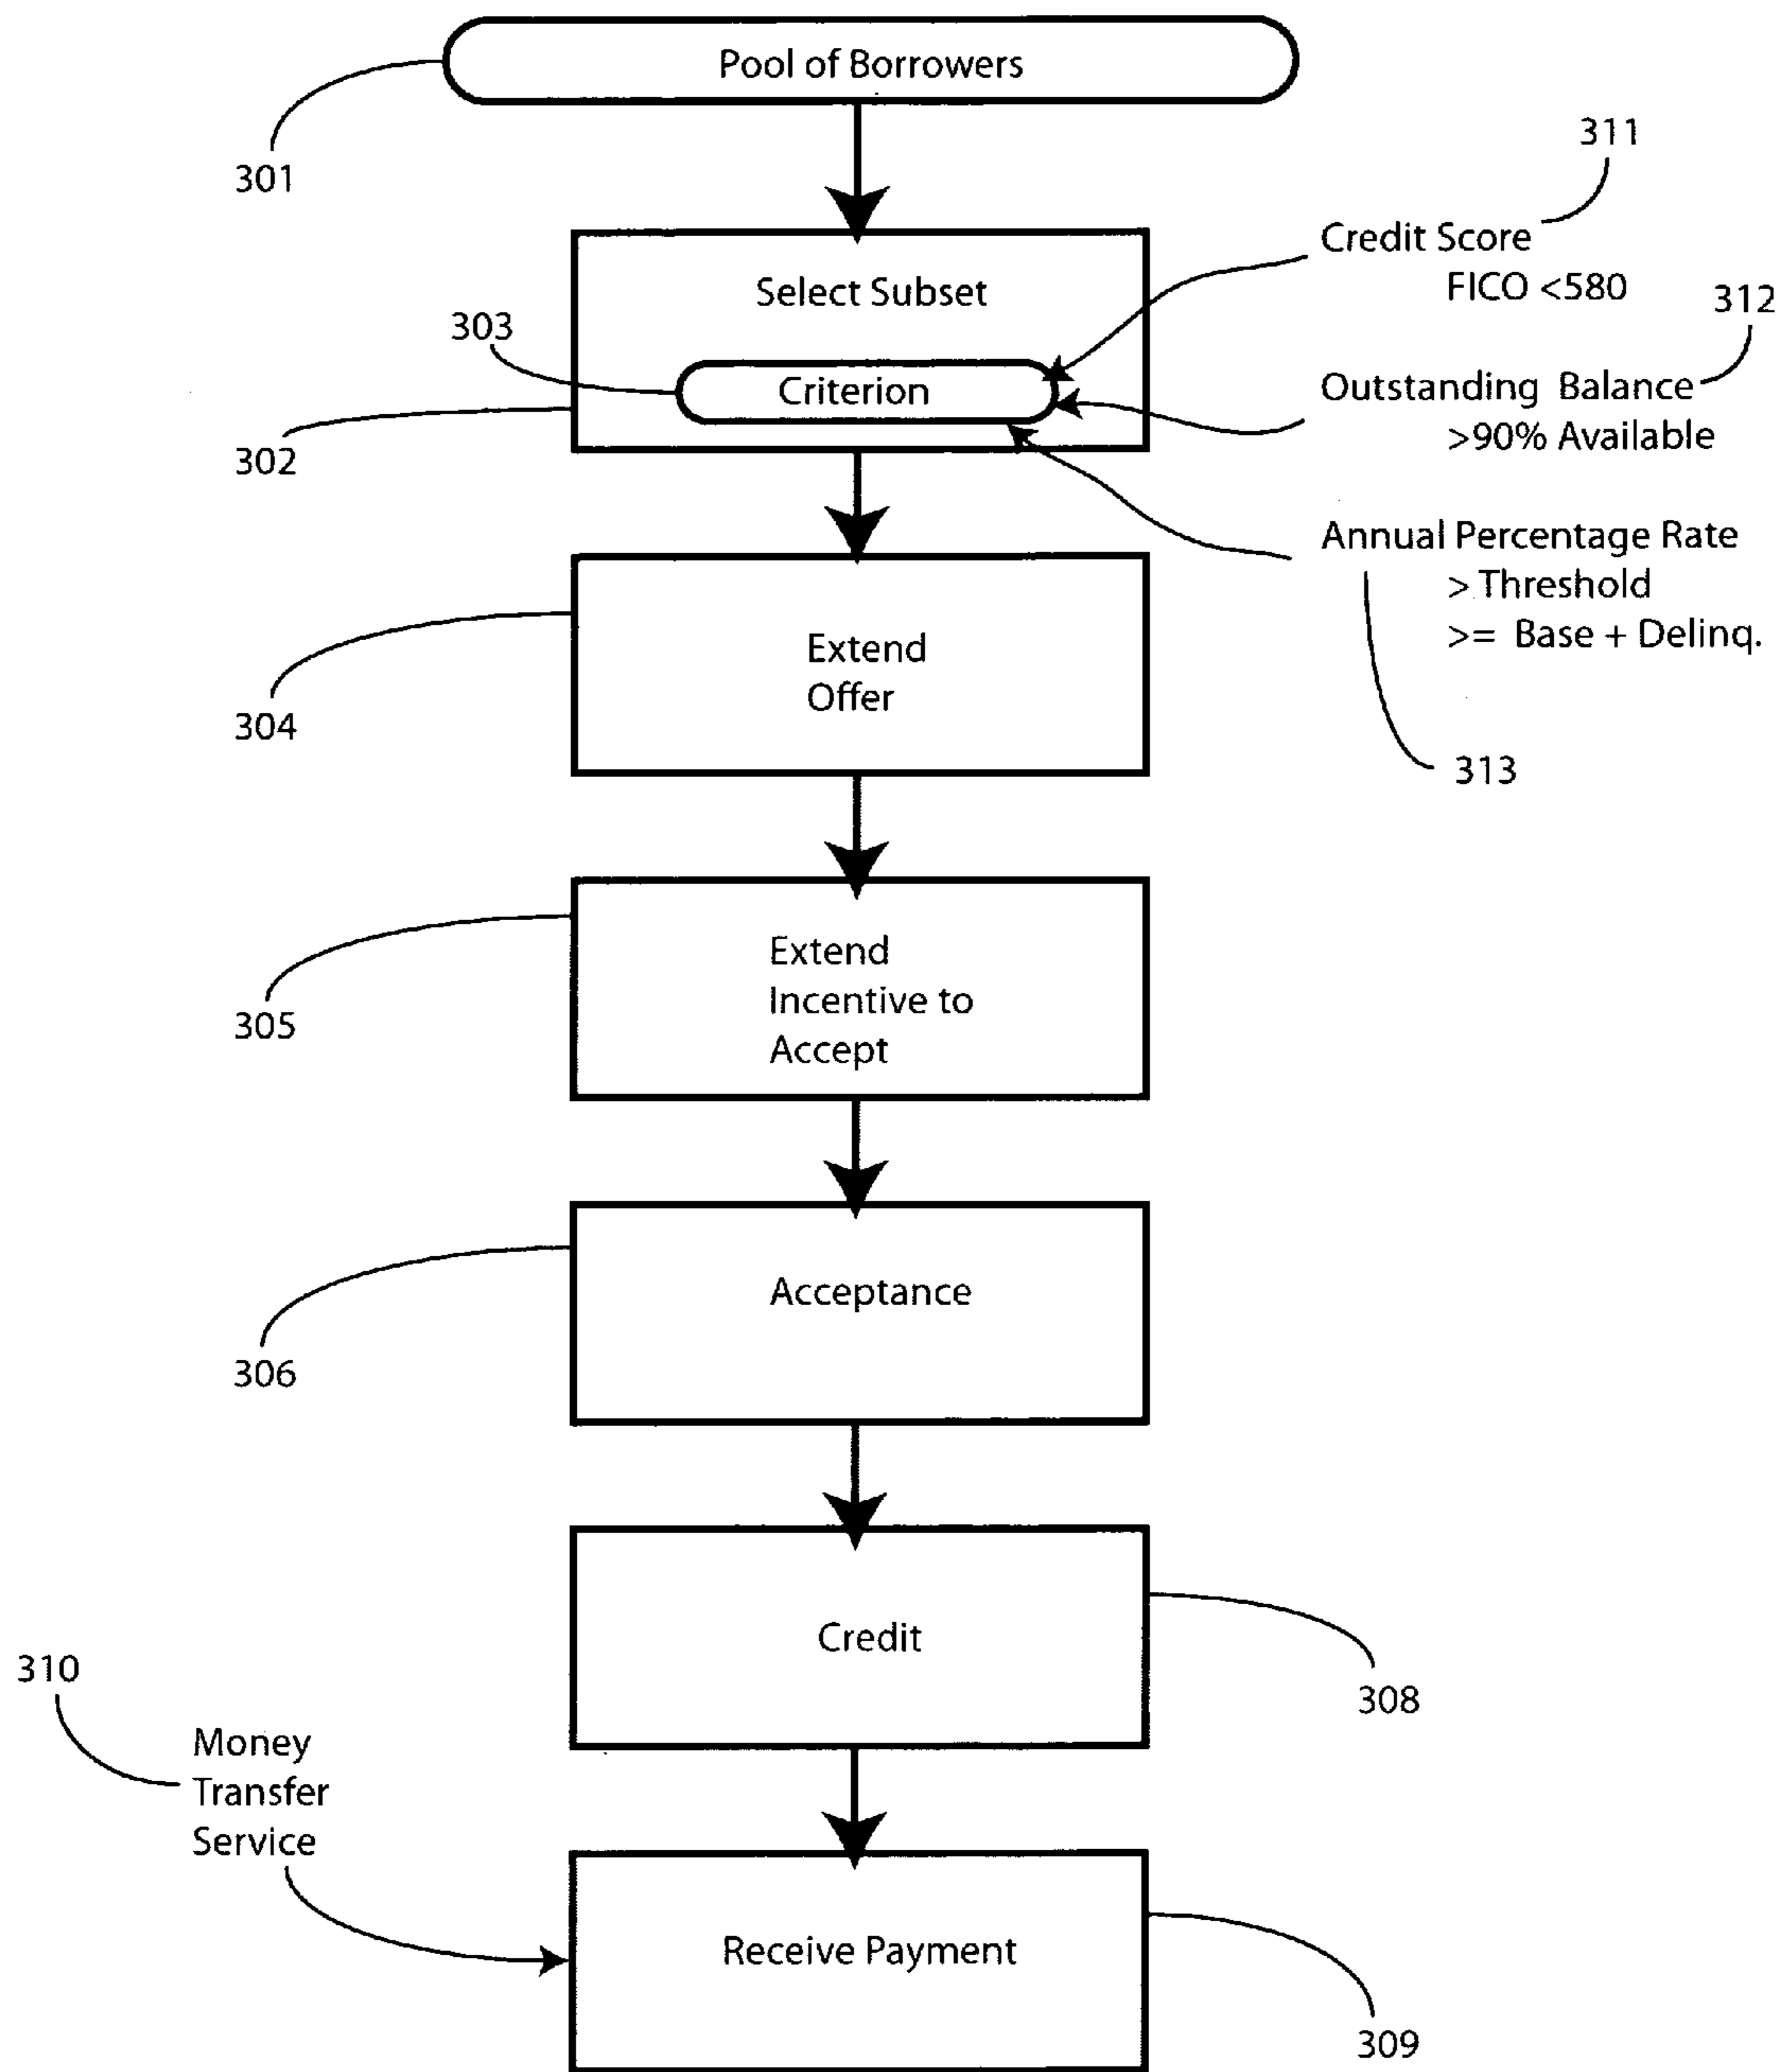 Pool of Borrowers
301
311
Credit Score
FICO <580
Select Subset
312
303
Criterion
Outstanding Balance
>90% Available
302
Annual Percentage Rate
> Threshold
>= Base + Delinq.
Extend
Offer
304
313
Extend
Incentive to
Accept
305
Acceptance
306
Credit
308
310
Money
Transfer
Service
Receive Payment
309